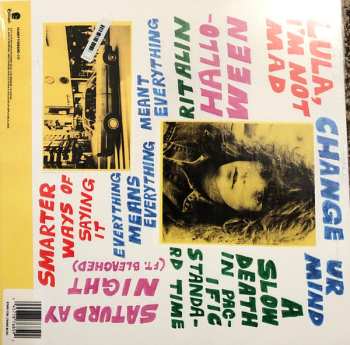 LULA,
I'M NOT
MAD
CHANGE UR
MIND
HALLO-
WEEN
RITALIN
EVERYTHING
MEANS
EVERYTHING
MEANT
EVERYTHING
A
SLOW
DEATH
IN PAC-
IFIC
STANDA-
RD TIME
SMARTER
WAYS OF
SAYING
IT
SATURDAY
NIGHT
(FT. BLEACHED)